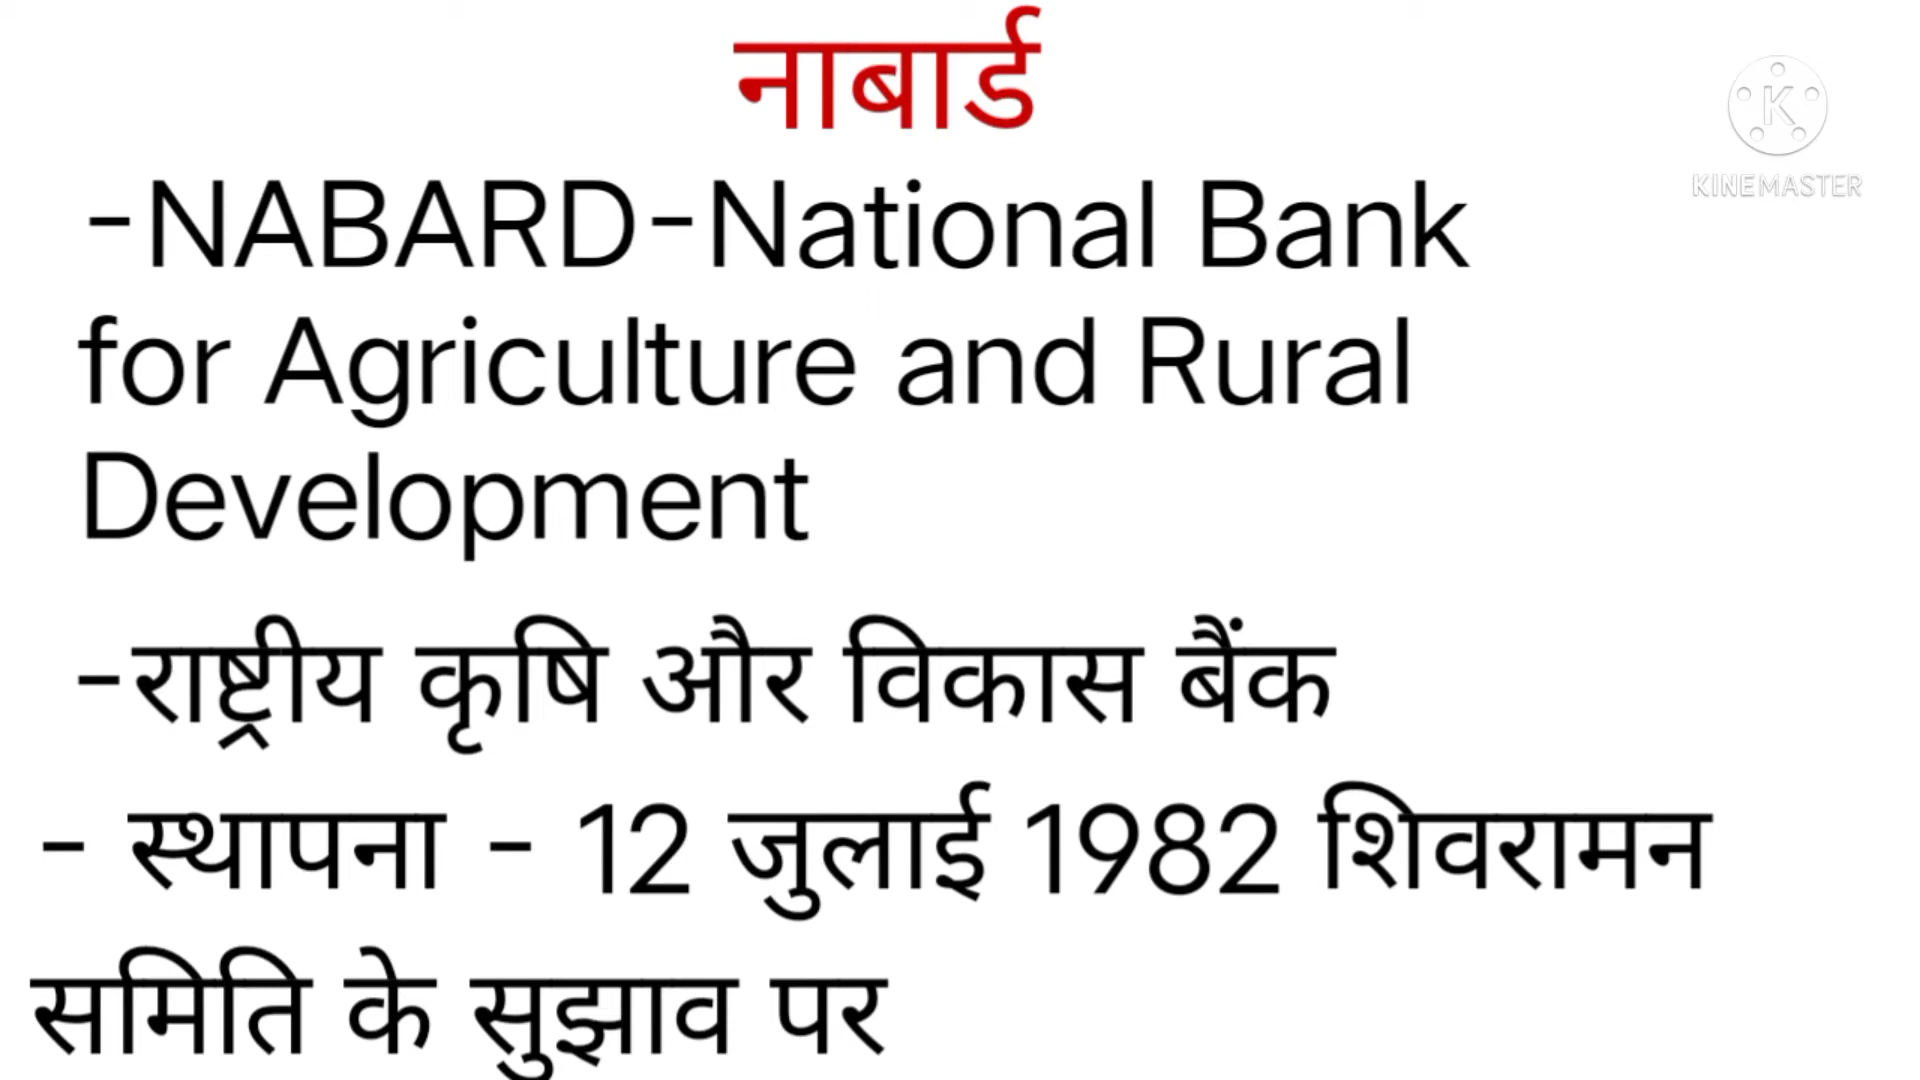 नाबार्ड
-NABARD-National Bank
for Agriculture and Rural
Development
-राष्ट्रीय कृषि और विकास बैंक
- स्थापना - 12 जुलाई 1982 शिवरामन
समिति के सुझाव पर
K
KINEMASTER